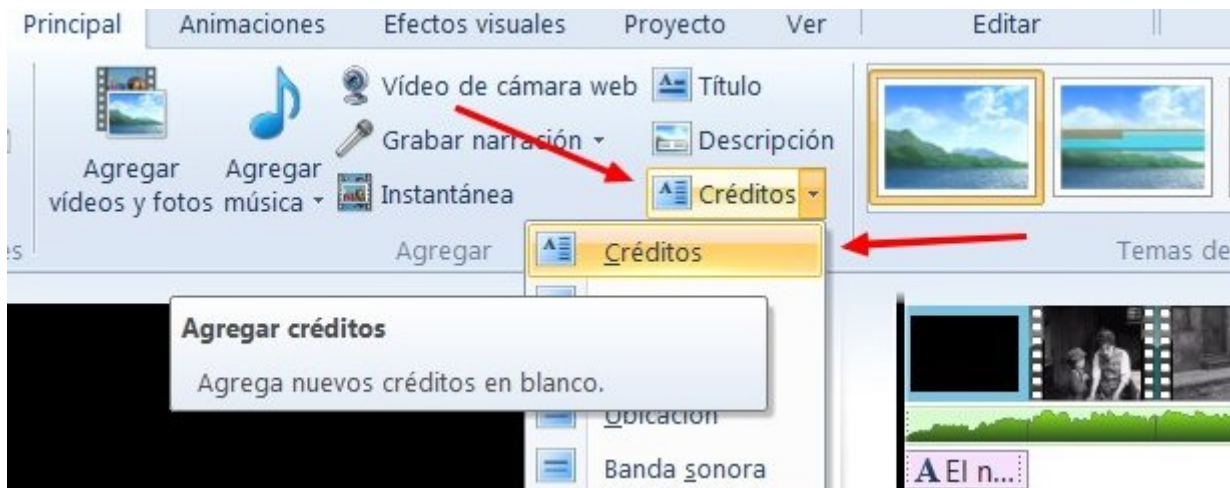 Principal Animaciones Efectos visuales Proyecto Ver Editar
Vídeo de cámara web Título
Grabar narración Descripción
Agregar vídeos y fotos
Agregar música
Instantánea Créditos
Agregar Temas de
Créditos
Agregar créditos
Agrega nuevos créditos en blanco.
Ubicación
Banda sonora
A El n...